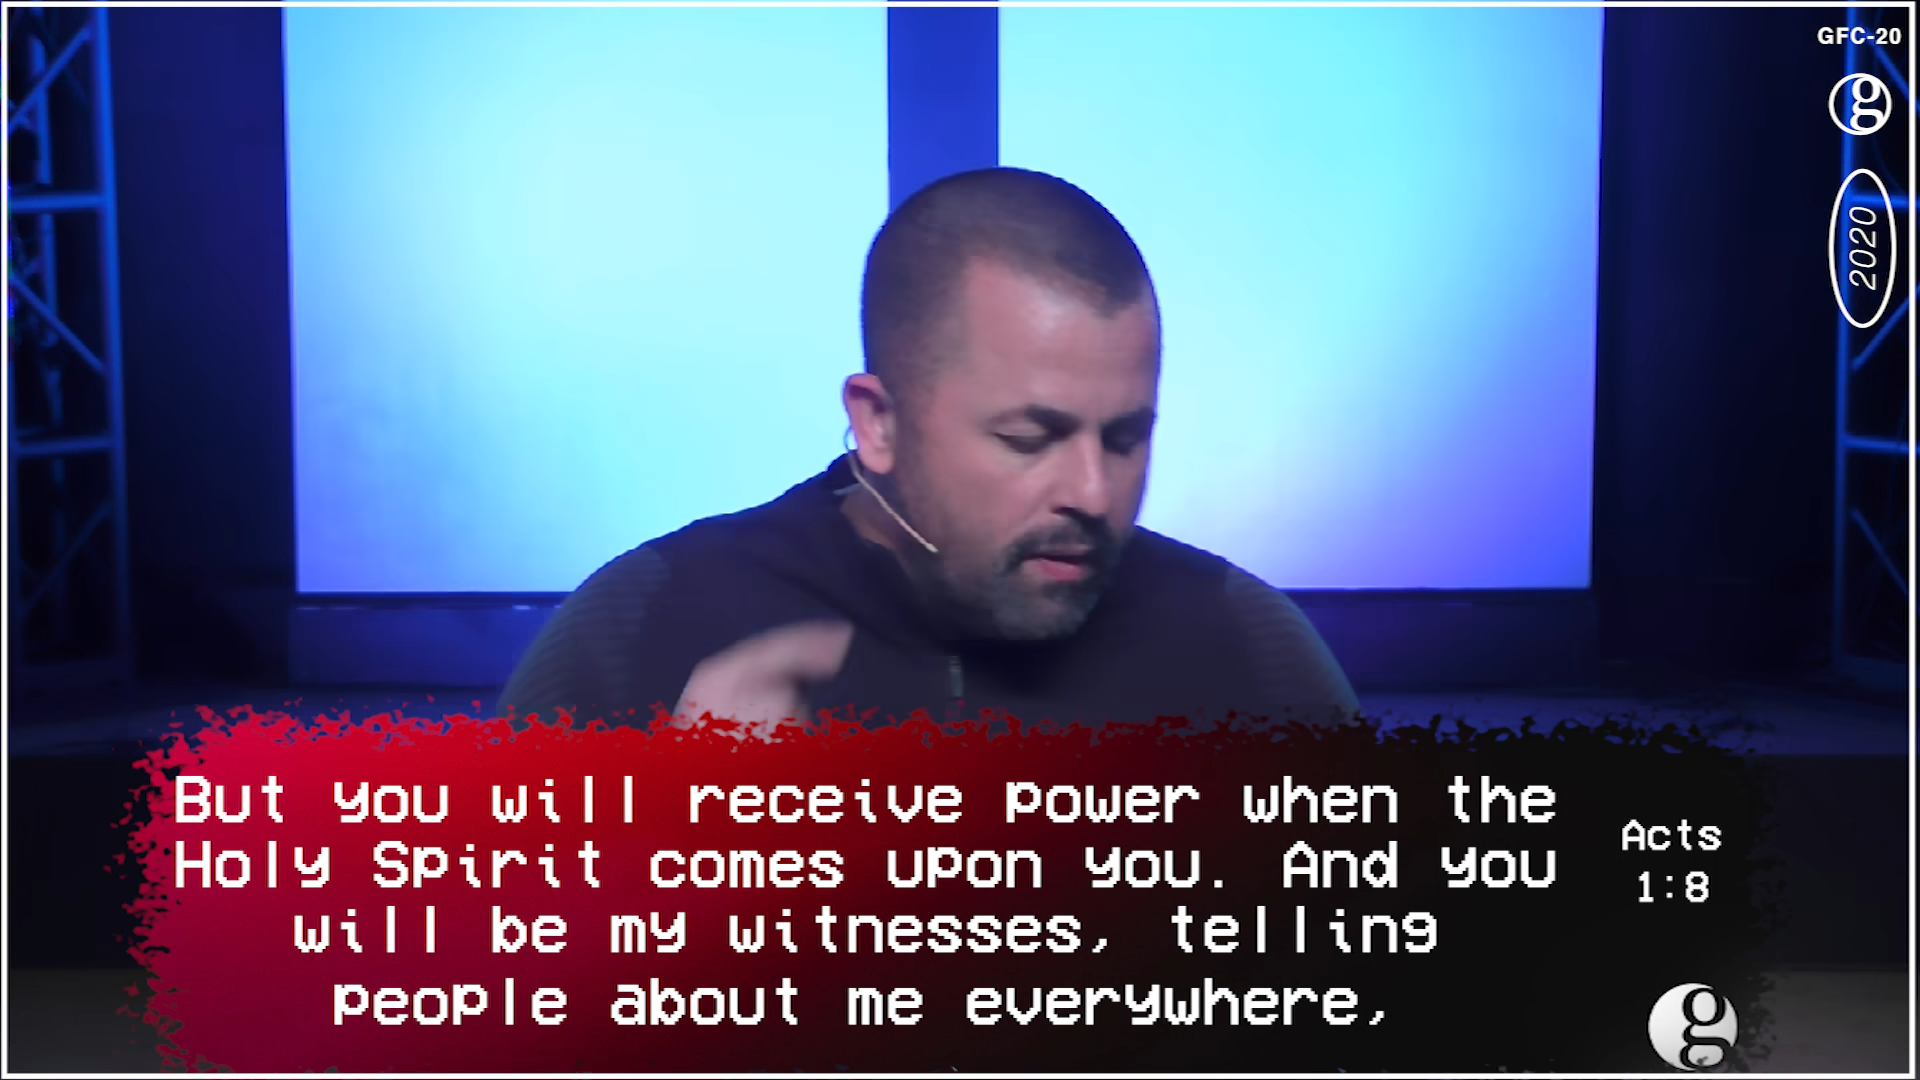 GFC-20
g
2020
But you will receive power when the
Holy Spirit comes upon you. And you
will be my witnesses, telling
people about me everywhere,
Acts
1:8
g